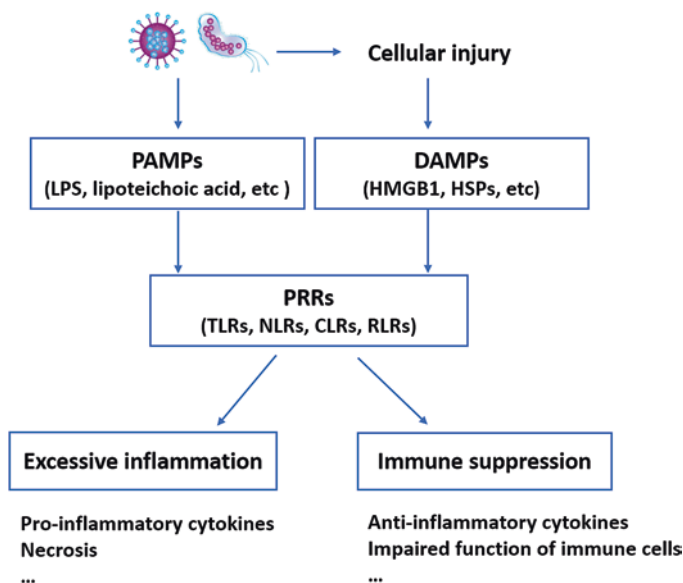 Cellular injury
PAMPs
(LPS, lipoteichoic acid, etc )
DAMPs
(HMGB1, HSPs, etc)
PRRs
(TLRs, NLRs, CLRs, RLRs)
Excessive inflammation
Immune suppression
Pro-inflammatory cytokines
Necrosis
...
Anti-inflammatory cytokines
Impaired function of immune cells
...